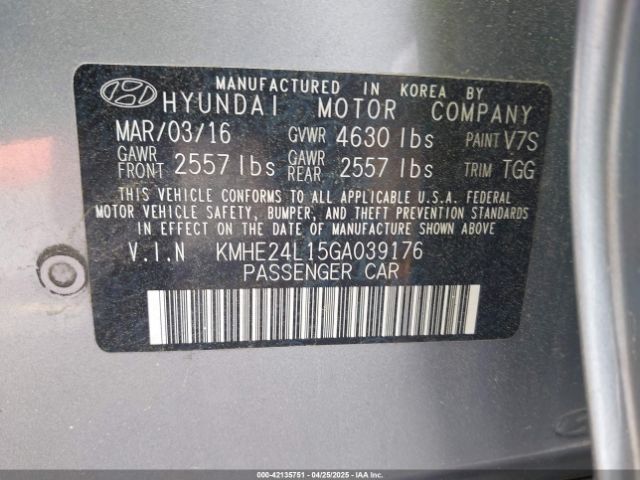 MANUFACTURED IN KOREA BY
HYUNDAI MOTOR COMPANY
MAR/03/16 GVWR 4630 lbs PAINT V7S
GAWR FRONT 2557 lbs GAWR REAR 2557 lbs TRIM TGG
THIS VEHICLE CONFORMS TO ALL APPLICABLE U.S.A. FEDERAL
MOTOR VEHICLE SAFETY, BUMPER, AND THEFT PREVENTION STANDARDS
IN EFFECT ON THE DATE OF MANUFACTURE SHOWN ABOVE
V.I.N KMHE24L15GA039176
PASSENGER CAR
000-42135751 - 04/25/2025 - IAAI.COM